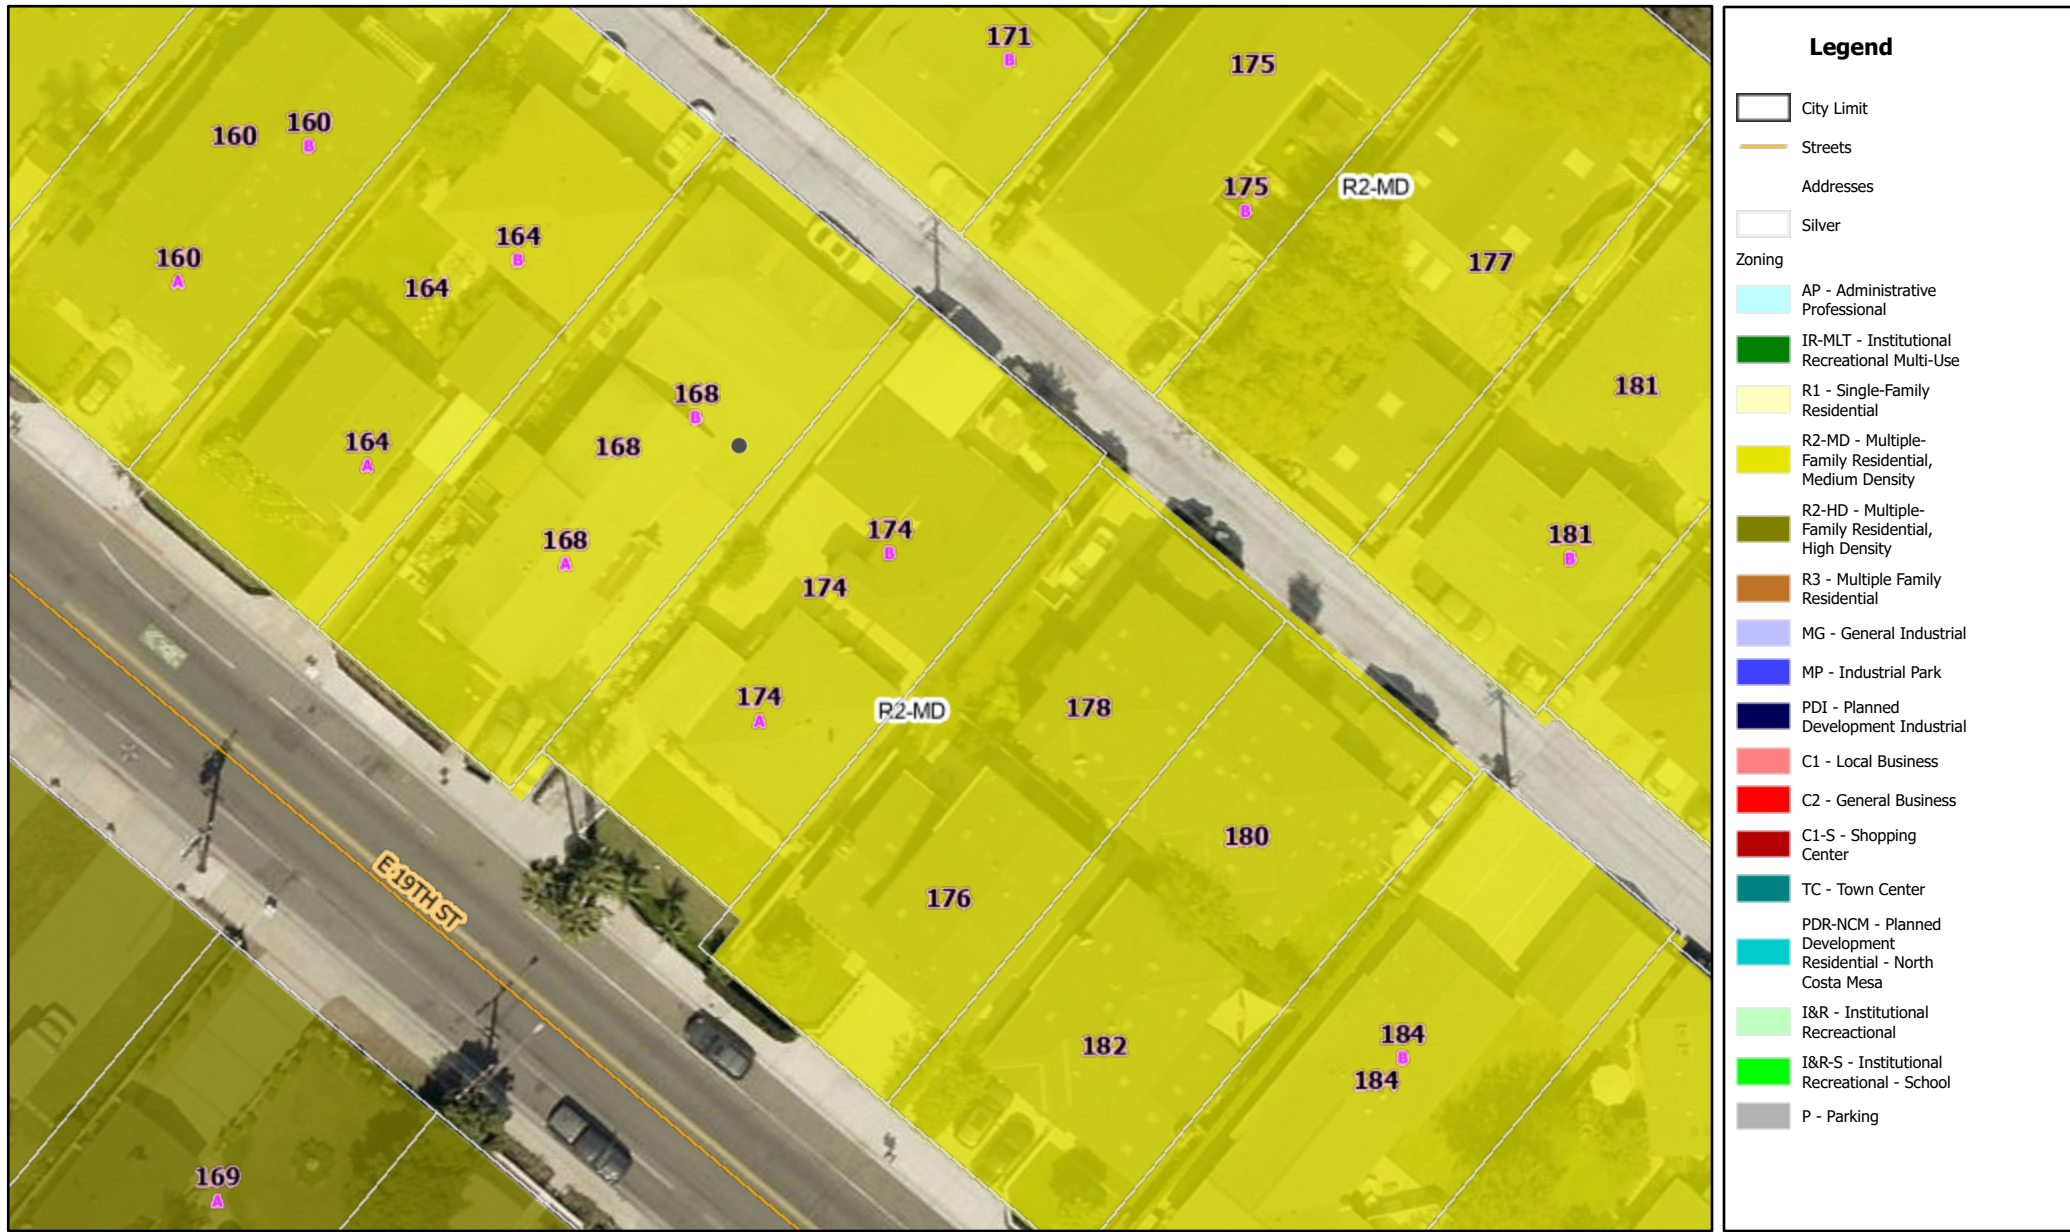 171
B
175
160
160
B
175
B
R2-MD
164
B
177
160
A
164
181
168
B
164
A
168
174
B
181
B
168
A
174
174
A
R2-MD
178
180
E 19TH ST
176
182
184
B
184
169
A
Legend
City Limit
Streets
Addresses
Silver
Zoning
AP - Administrative
Professional
IR-MLT - Institutional
Recreational Multi-Use
R1 - Single-Family
Residential
R2-MD - Multiple-
Family Residential,
Medium Density
R2-HD - Multiple-
Family Residential,
High Density
R3 - Multiple Family
Residential
MG - General Industrial
MP - Industrial Park
PDI - Planned
Development Industrial
C1 - Local Business
C2 - General Business
C1-S - Shopping
Center
TC - Town Center
PDR-NCM - Planned
Development
Residential - North
Costa Mesa
I&R - Institutional
Recreactional
I&R-S - Institutional
Recreational - School
P - Parking